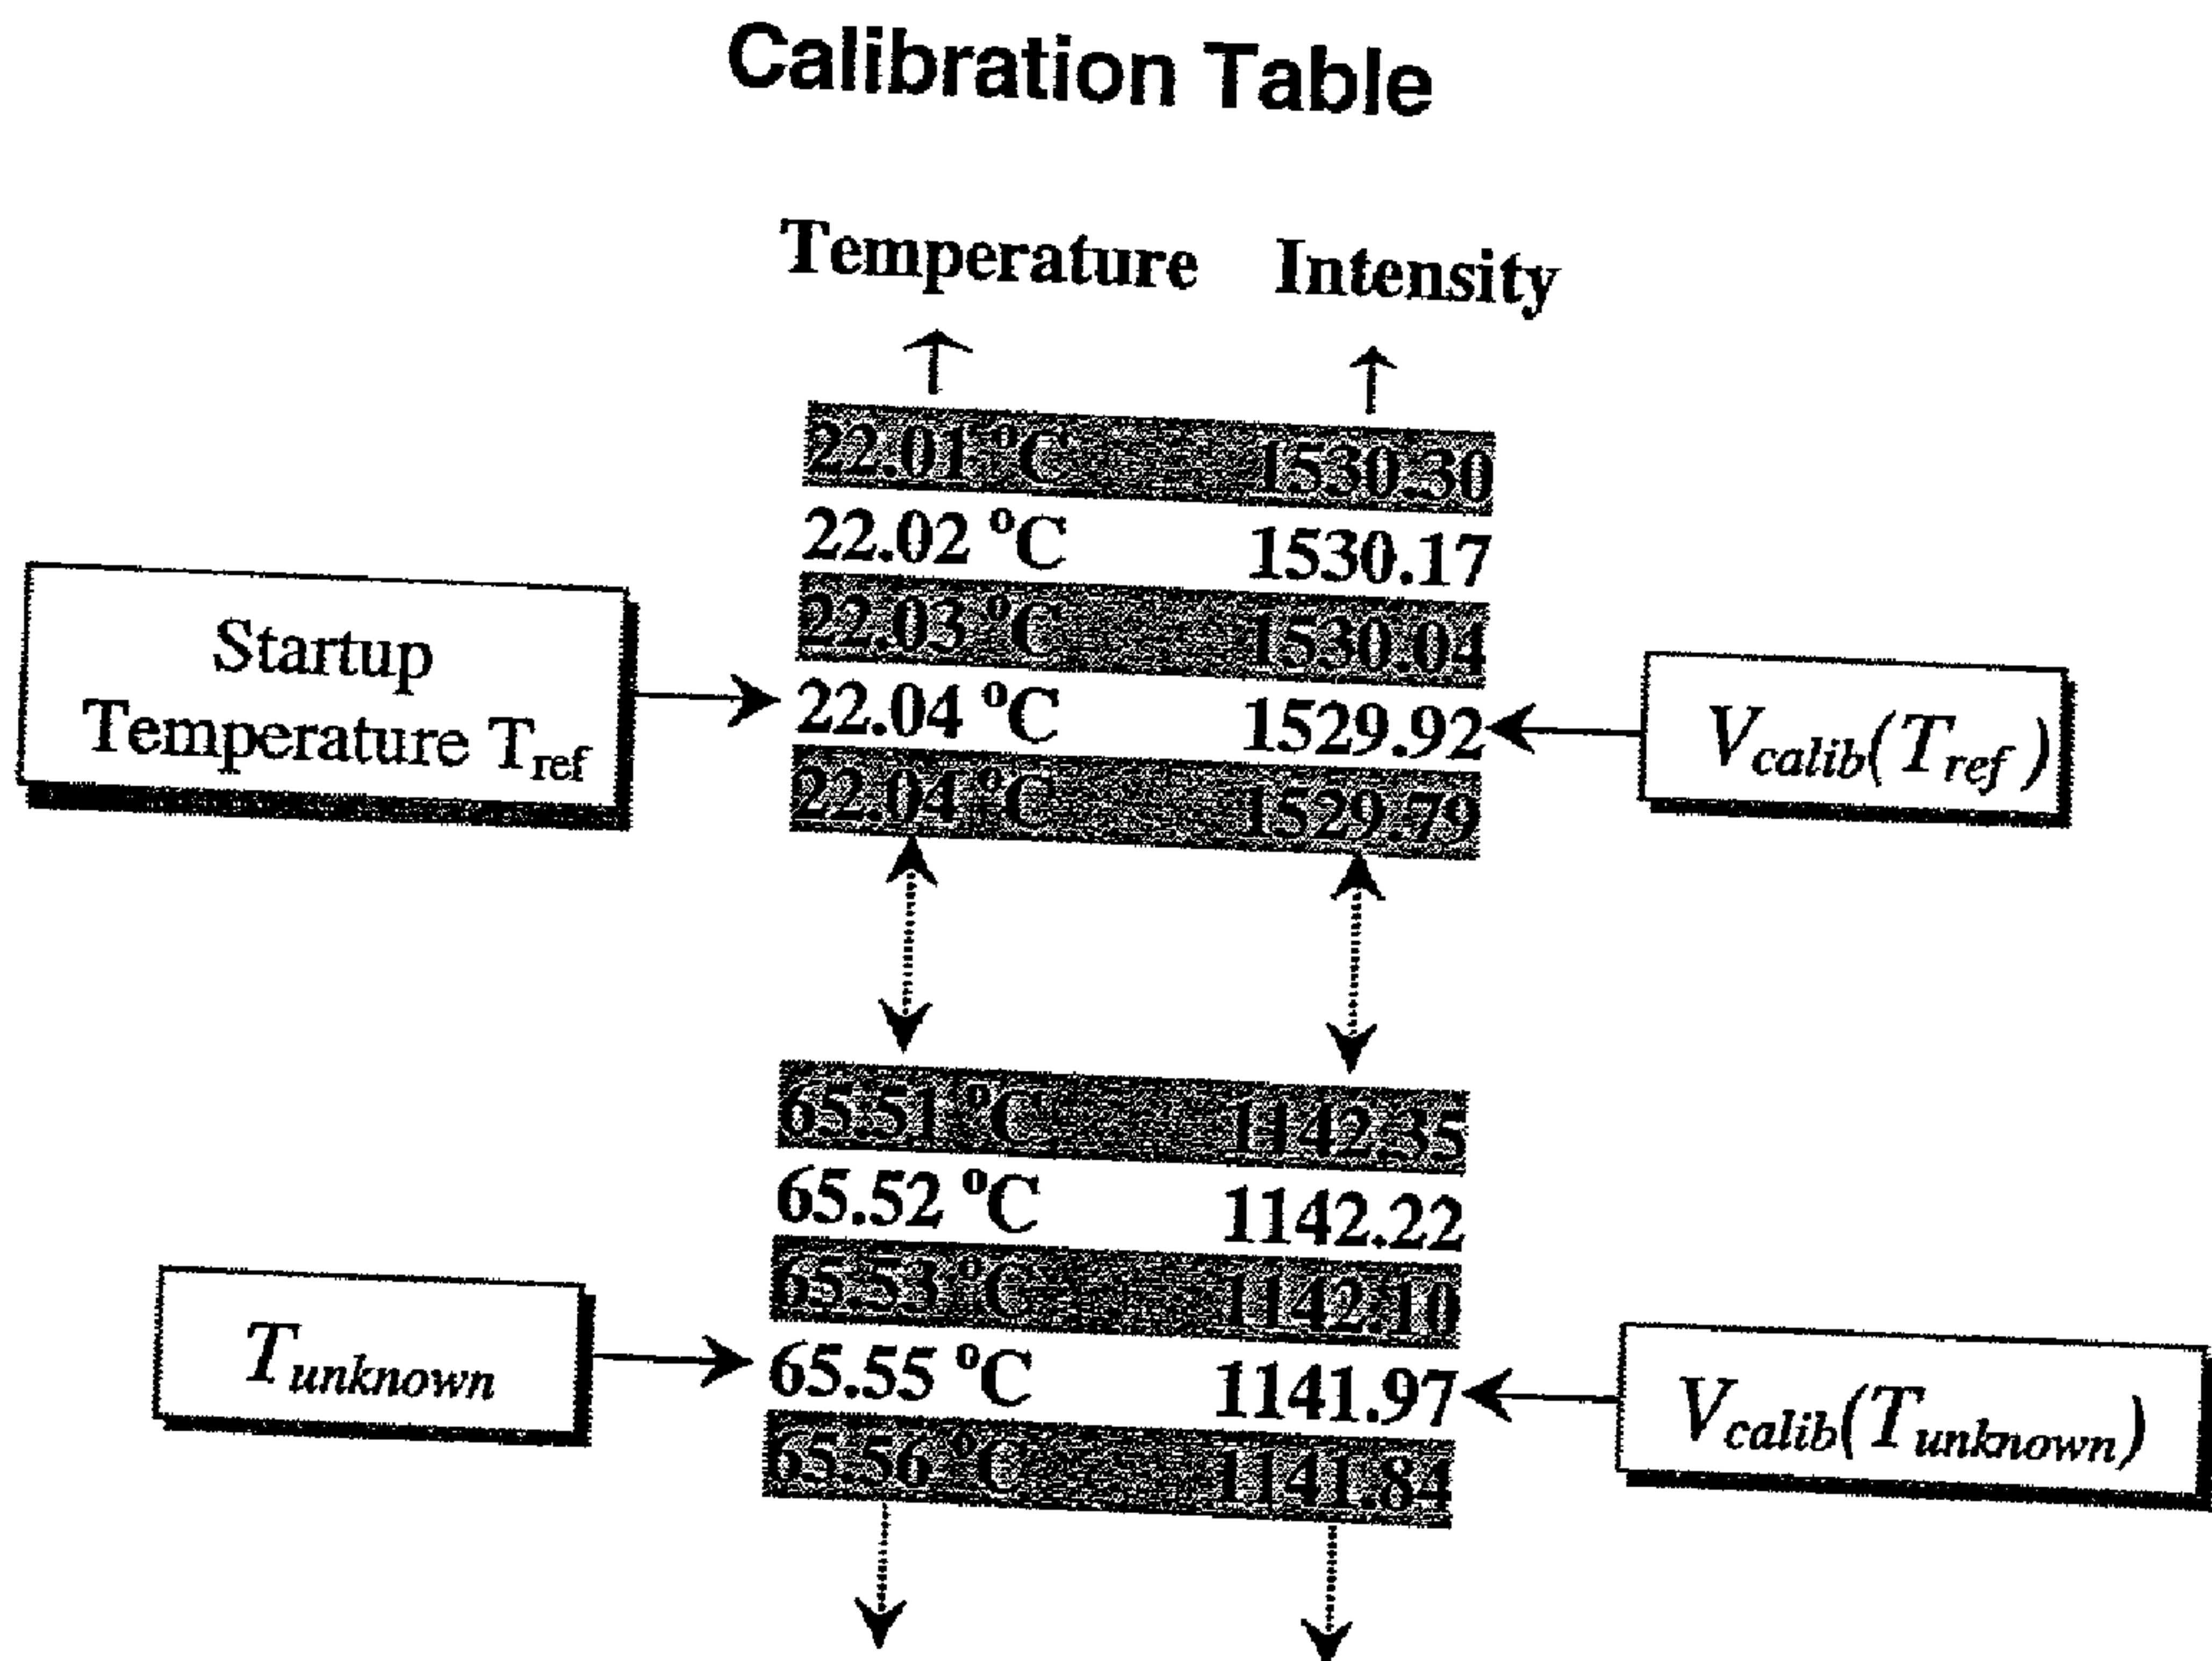 Calibration Table
Temperature Intensity
22.01 °C 1530.30
22.02 °C 1530.17
22.03 °C 1530.04
Startup
Temperature T_ref
22.04 °C 1529.92
V_calib(T_ref)
22.04 °C 1529.79
65.51 °C 1142.35
65.52 °C 1142.22
65.53 °C 1142.10
T_unknown
65.55 °C 1141.97
V_calib(T_unknown)
65.56 °C 1141.84